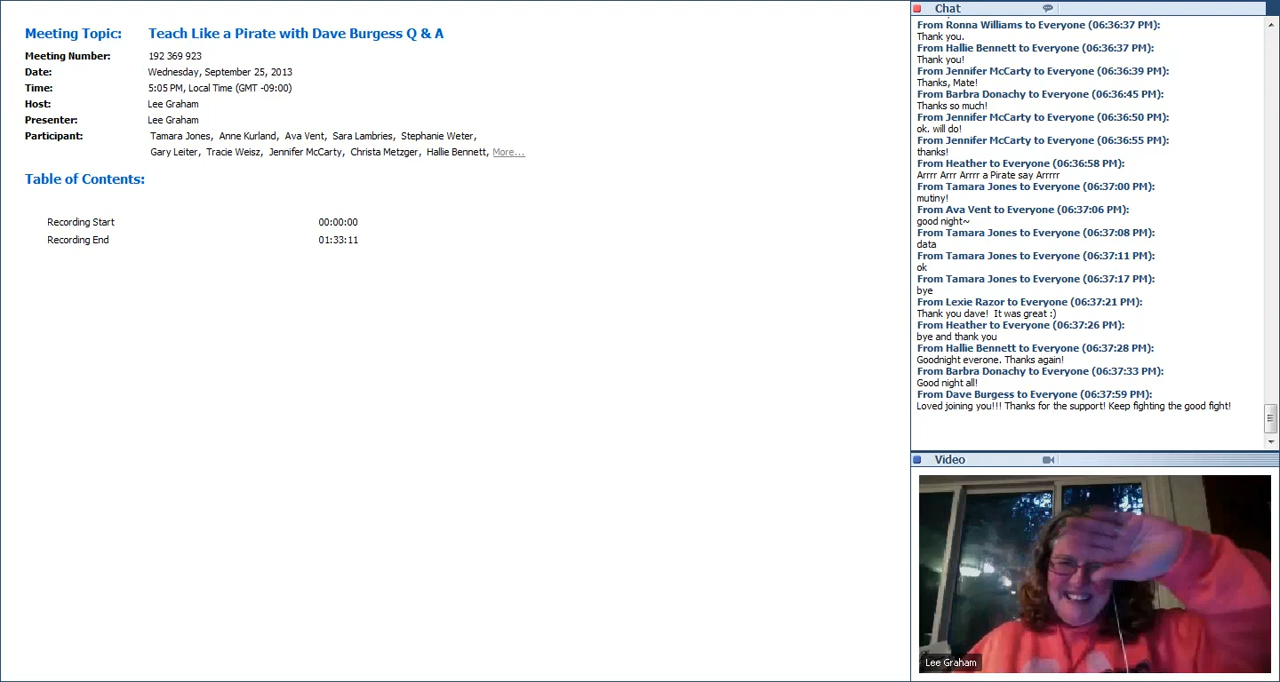 Meeting Topic: Teach Like a Pirate with Dave Burgess Q & A
Meeting Number: 192 369 923
Date: Wednesday, September 25, 2013
Time: 5:05 PM, Local Time (GMT -09:00)
Host: Lee Graham
Presenter: Lee Graham
Participant: Tamara Jones, Anne Kurland, Ava Vent, Sara Lambries, Stephanie Weter,
Gary Leiter, Tracie Weisz, Jennifer McCarty, Christa Metzger, Hallie Bennett, More...
Table of Contents:
Recording Start 00:00:00
Recording End 01:33:11
Chat
From Ronna Williams to Everyone (06:36:37 PM):
Thank you.
From Hallie Bennett to Everyone (06:36:37 PM):
Thank you!
From Jennifer McCarty to Everyone (06:36:39 PM):
Thanks, Mate!
From Barbra Donachy to Everyone (06:36:45 PM):
Thanks so much!
From Jennifer McCarty to Everyone (06:36:50 PM):
ok. will do!
From Jennifer McCarty to Everyone (06:36:55 PM):
thanks!
From Heather to Everyone (06:36:58 PM):
Arrrr Arrr Arrrr a Pirate say Arrrrr
From Tamara Jones to Everyone (06:37:00 PM):
mutiny!
From Ava Vent to Everyone (06:37:06 PM):
good night~
From Tamara Jones to Everyone (06:37:08 PM):
data
From Tamara Jones to Everyone (06:37:11 PM):
ok
From Tamara Jones to Everyone (06:37:17 PM):
bye
From Lexie Razor to Everyone (06:37:21 PM):
Thank you dave! It was great :)
From Heather to Everyone (06:37:26 PM):
bye and thank you
From Hallie Bennett to Everyone (06:37:28 PM):
Goodnight everone. Thanks again!
From Barbra Donachy to Everyone (06:37:33 PM):
Good night all!
From Dave Burgess to Everyone (06:37:59 PM):
Loved joining you!!! Thanks for the support! Keep fighting the good fight!
Video
Lee Graham